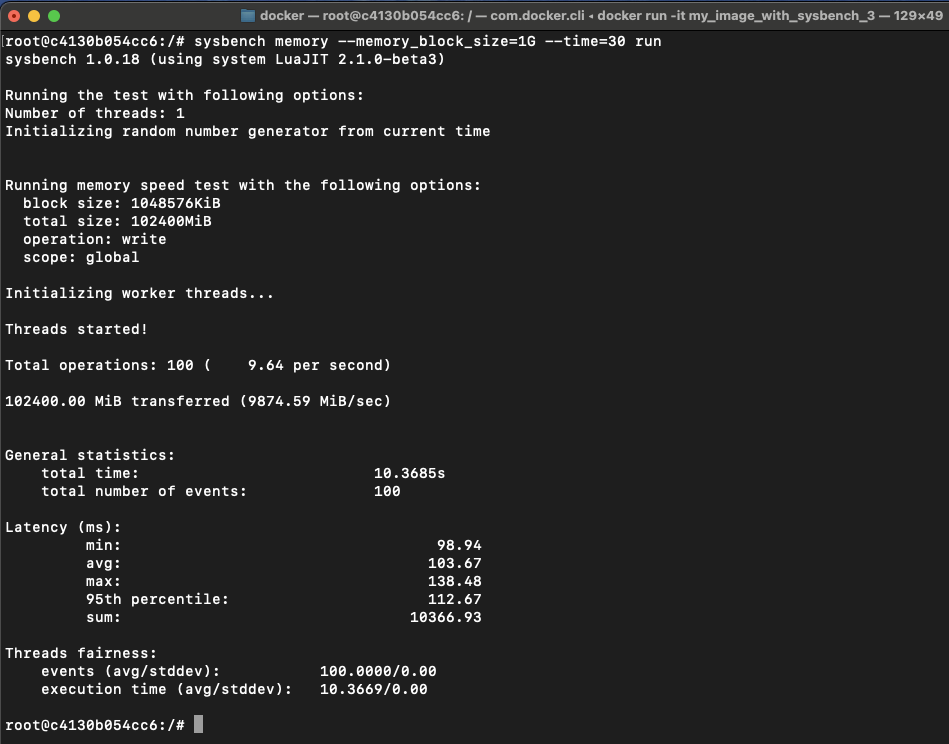 docker — root@c4130b054cc6: / — com.docker.cli ◂ docker run -it my_image_with_sysbench_3 — 129×49
[root@c4130b054cc6:/# sysbench memory --memory_block_size=1G --time=30 run
sysbench 1.0.18 (using system LuaJIT 2.1.0-beta3)
Running the test with following options:
Number of threads: 1
Initializing random number generator from current time
Running memory speed test with the following options:
block size: 1048576KiB
total size: 102400MiB
operation: write
scope: global
Initializing worker threads...
Threads started!
Total operations: 100 (    9.64 per second)
102400.00 MiB transferred (9874.59 MiB/sec)
General statistics:
total time: 10.3685s
total number of events: 100
Latency (ms):
min: 98.94
avg: 103.67
max: 138.48
95th percentile: 112.67
sum: 10366.93
Threads fairness:
events (avg/stddev): 100.0000/0.00
execution time (avg/stddev): 10.3669/0.00
root@c4130b054cc6:/#